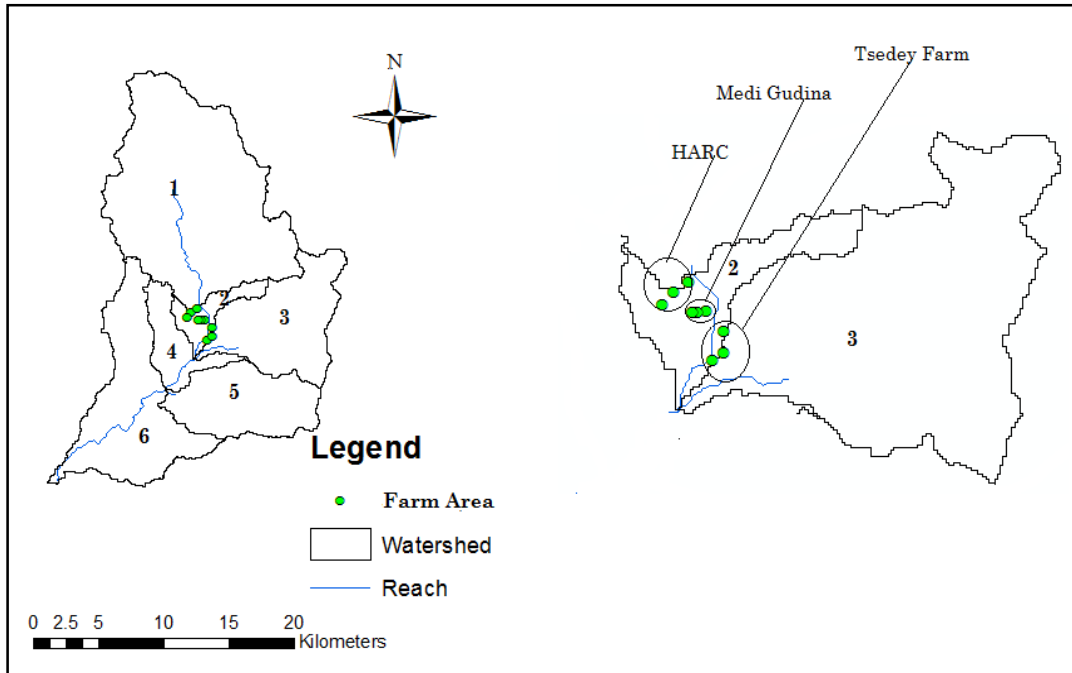 N
Tsedey Farm
Medi Gudina
HARC
1
2
3
4
5
6
2
3
Legend
Farm Area
Watershed
Reach
0 2.5 5 10 15 20
Kilometers